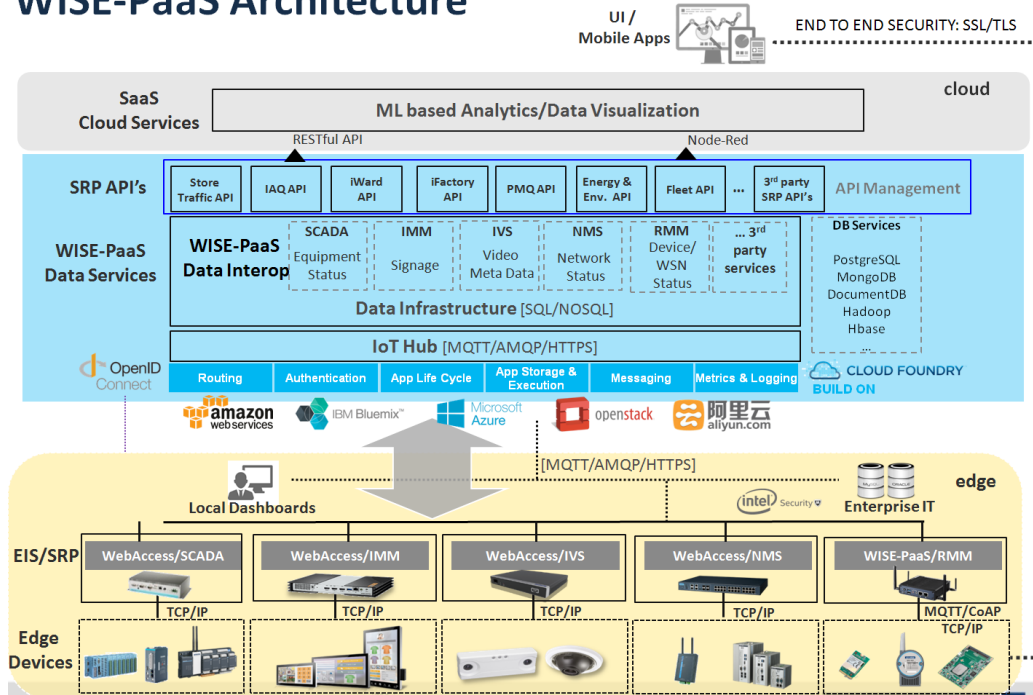 WISE-PaaS Architecture
UI /
Mobile Apps
END TO END SECURITY: SSL/TLS
cloud
SaaS
Cloud Services
ML based Analytics/Data Visualization
RESTful API
Node-Red
SRP API's
Store
Traffic API
IAQ API
iWard
API
iFactory
API
PMQ API
Energy &
Env. API
Fleet API
...
3rd party
SRP API's
API Management
WISE-PaaS
Data Services
WISE-PaaS
Data Interop
SCADA
Equipment
Status
IMM
Signage
IVS
Video
Meta Data
NMS
Network
Status
RMM
Device/
WSN
Status
... 3rd
party
services
DB Services
PostgreSQL
MongoDB
DocumentDB
Hadoop
Hbase
...
Data Infrastructure [SQL/NOSQL]
IoT Hub [MQTT/AMQP/HTTPS]
OpenID
Connect
Routing
Authentication
App Life Cycle
App Storage &
Execution
Messaging
Metrics & Logging
CLOUD FOUNDRY
BUILD ON
amazon
web services
IBM Bluemix™
Microsoft
Azure
openstack
阿里云
aliyun.com
[MQTT/AMQP/HTTPS]
edge
Local Dashboards
intel Security
MySQL
ORACLE
Enterprise IT
EIS/SRP
WebAccess/SCADA
WebAccess/IMM
WebAccess/IVS
WebAccess/NMS
WISE-PaaS/RMM
TCP/IP
TCP/IP
TCP/IP
TCP/IP
MQTT/CoAP
TCP/IP
Edge
Devices